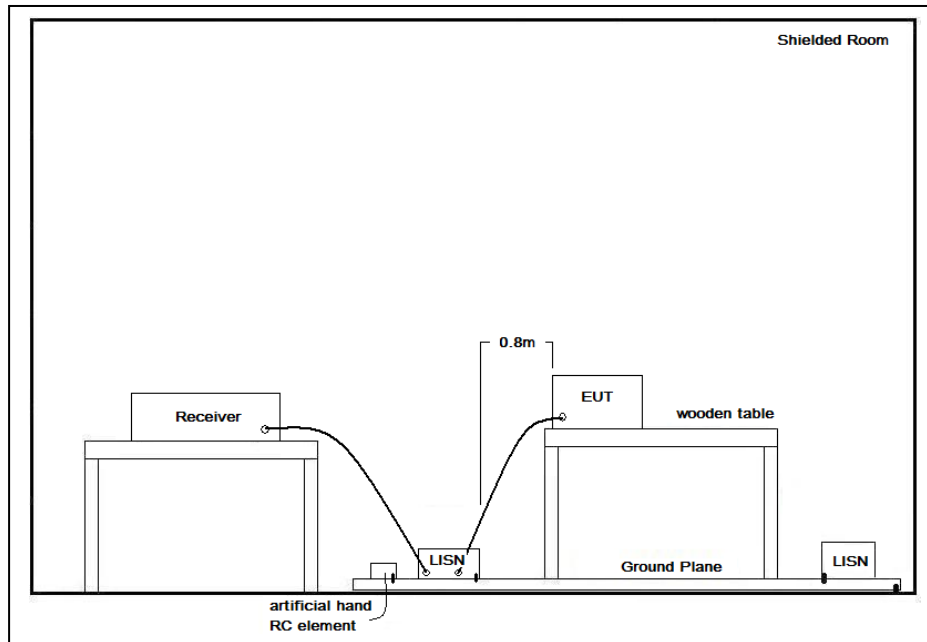 Shielded Room
0.8m
EUT
Receiver
wooden table
LISN
Ground Plane
LISN
artificial hand
RC element